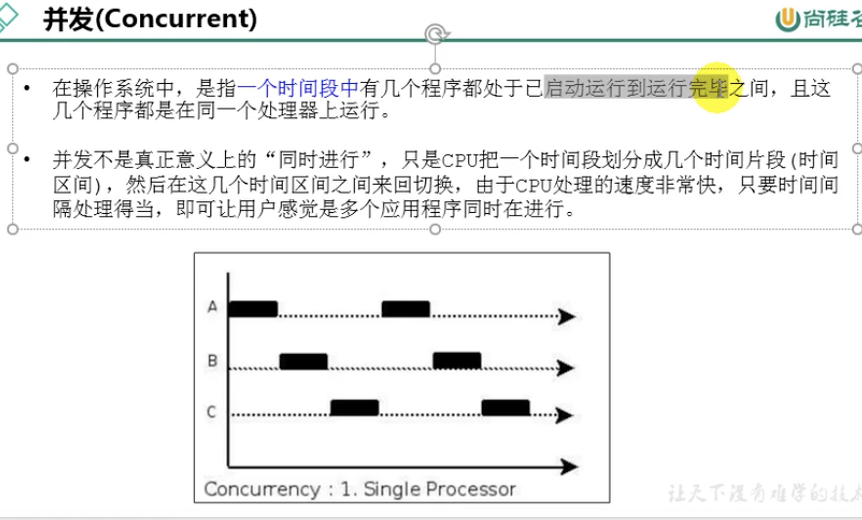 并发(Concurrent)
尚硅谷
• 在操作系统中，是指一个时间段中有几个程序都处于已启动运行到运行完毕之间，且这
几个程序都是在同一个处理器上运行。
• 并发不是真正意义上的“同时进行”，只是CPU把一个时间段划分成几个时间片段(时间
区间)，然后在这几个时间区间之间来回切换，由于CPU处理的速度非常快，只要时间间
隔处理得当，即可让用户感觉是多个应用程序同时在进行。
A
B
C
Concurrency : 1. Single Processor
让天下没有难学的技术